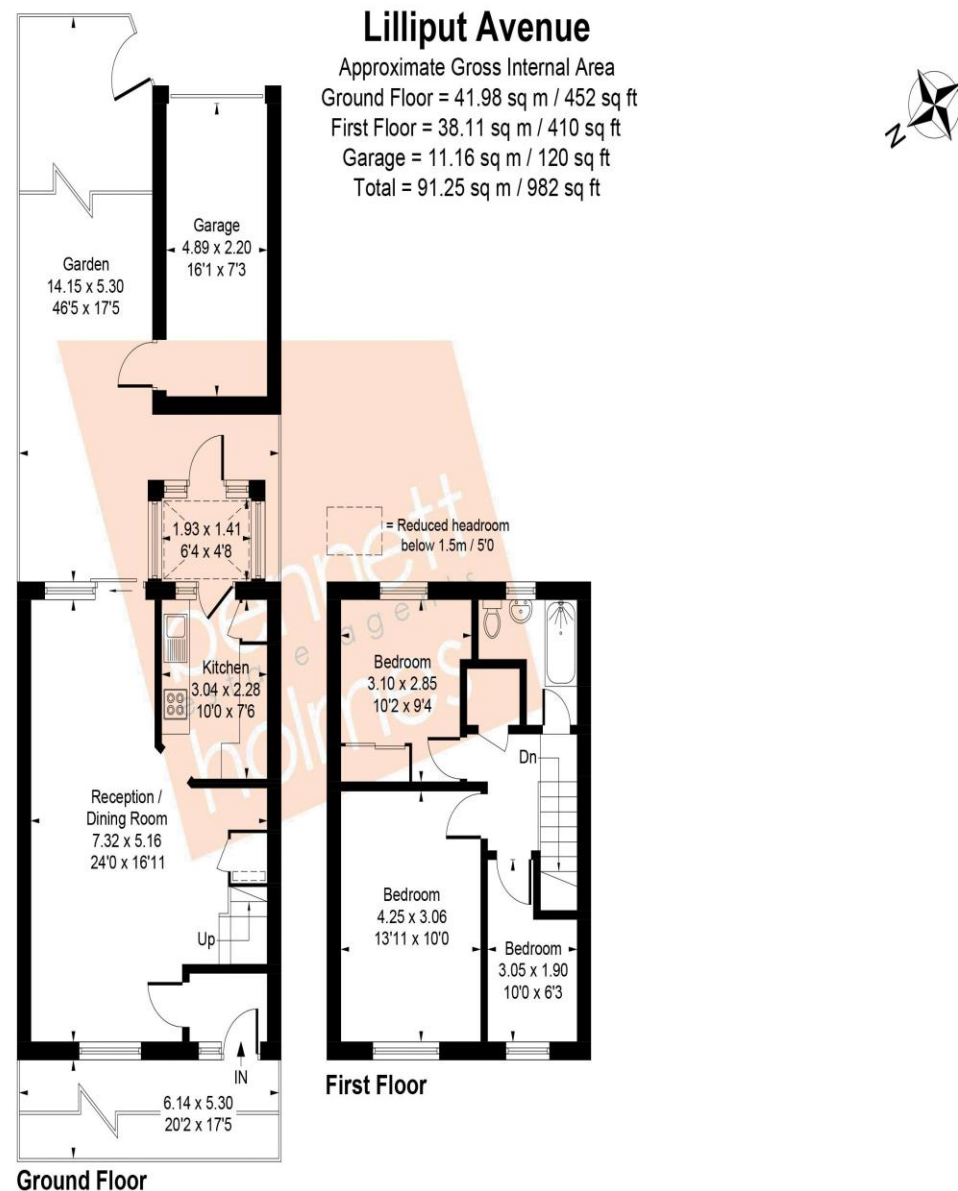 Lilliput Avenue
Approximate Gross Internal Area
Ground Floor = 41.98 sq m / 452 sq ft
First Floor = 38.11 sq m / 410 sq ft
Garage = 11.16 sq m / 120 sq ft
Total = 91.25 sq m / 982 sq ft
N
Garage
4.89 x 2.20
16'1 x 7'3
Garden
14.15 x 5.30
46'5 x 17'5
1.93 x 1.41
6'4 x 4'8
= Reduced headroom
below 1.5m / 5'0
bennett
estate agents
holmes
Kitchen
3.04 x 2.28
10'0 x 7'6
Reception /
Dining Room
7.32 x 5.16
24'0 x 16'11
Up
IN
6.14 x 5.30
20'2 x 17'5
Ground Floor
Bedroom
3.10 x 2.85
10'2 x 9'4
Dn
Bedroom
4.25 x 3.06
13'11 x 10'0
Bedroom
3.05 x 1.90
10'0 x 6'3
First Floor